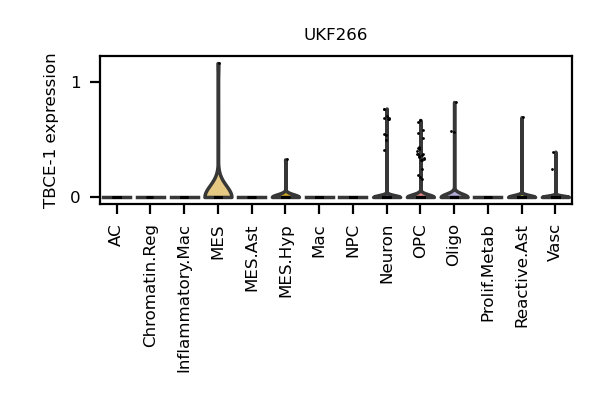 UKF266
TBCE-1 expression
1
0
AC
Chromatin.Reg
Inflammatory.Mac
MES
MES.Ast
MES.Hyp
Mac
NPC
Neuron
OPC
Oligo
Prolif.Metab
Reactive.Ast
Vasc